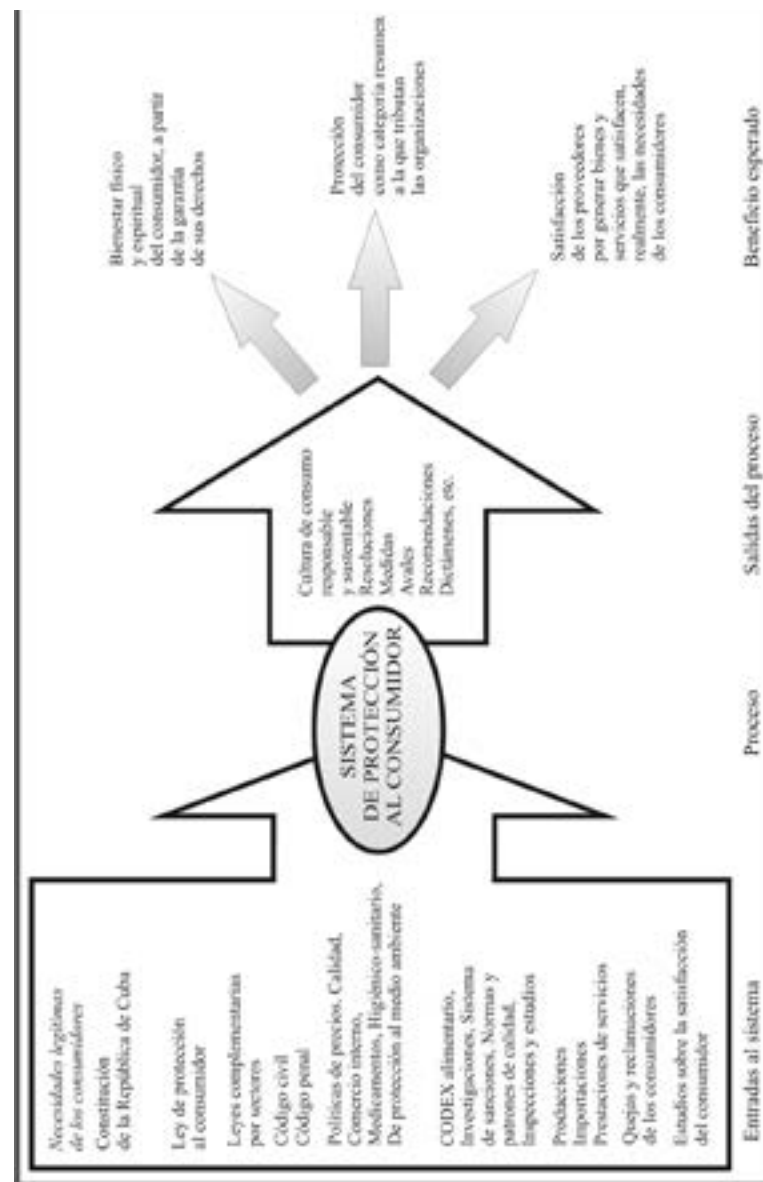 Necesidades legítimas
de los consumidores
Constitución
de la República de Cuba
Ley de protección
al consumidor
Leyes complementarias
por sectores
Código civil
Código penal
Políticas de precios, Calidad,
Comercio interno,
Medicamentos, Higiénico-sanitario,
De protección al medio ambiente
CODEX alimentario,
Investigaciones, Sistema
de sanciones, Normas y
patrones de calidad,
Inspecciones y estudios
Producciones
Importaciones
Prestaciones de servicios
Quejas y reclamaciones
de los consumidores
Estudios sobre la satisfacción
del consumidor
Entradas al sistema
SISTEMA
DE PROTECCIÓN
AL CONSUMIDOR
Proceso
Cultura de consumo
responsable
y sustentable
Resoluciones
Medidas
Avales
Recomendaciones
Dictámenes, etc.
Salidas del proceso
Bienestar físico
y espiritual
del consumidor, a partir
de la garantía
de sus derechos
Protección
del consumidor
como categoría resumen
a la que tributan
las organizaciones
Satisfacción
de los proveedores
por generar bienes y
servicios que satisfacen,
realmente, las necesidades
de los consumidores
Beneficio esperado